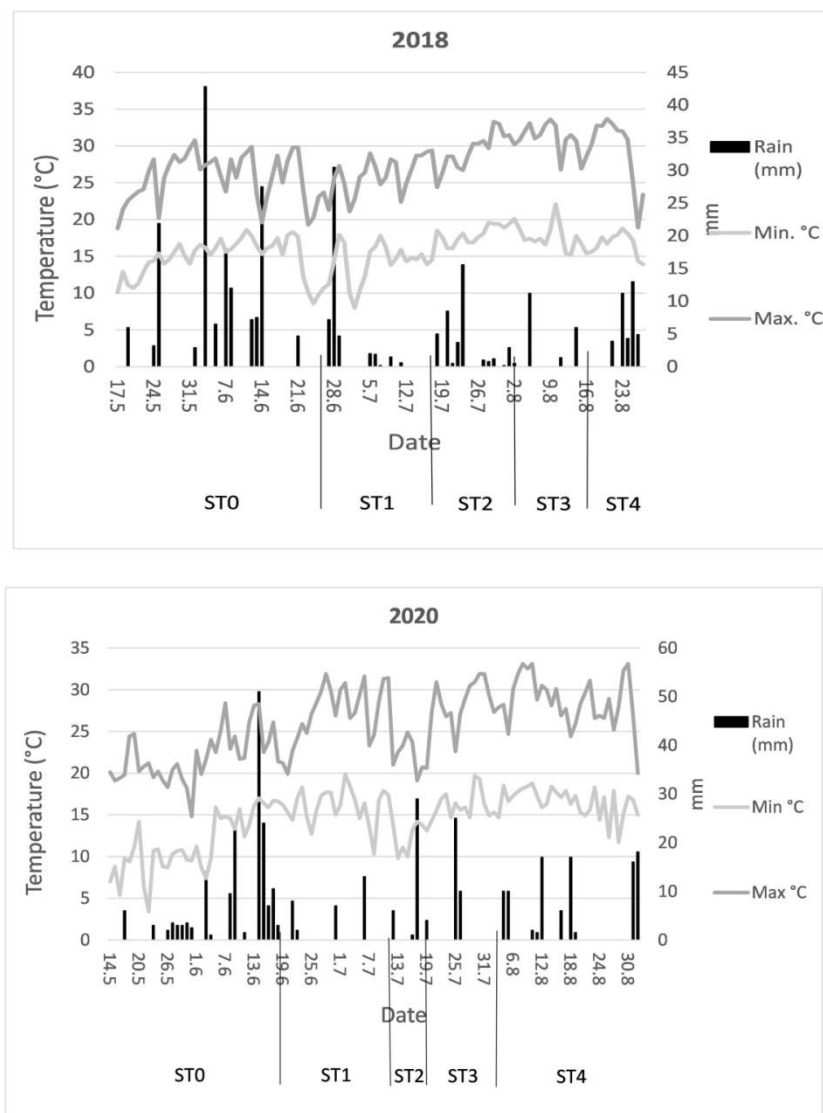 2018
40
35
30
25
20
15
10
5
0
Temperature (°C)
45
40
35
30
25
20
15
10
5
0
mm
Rain
(mm)
Min. °C
Max. °C
17.5 24.5 31.5 7.6 14.6 21.6 28.6 5.7 12.7 19.7 26.7 2.8 9.8 16.8 23.8
Date
ST0 ST1 ST2 ST3 ST4
2020
35
30
25
20
15
10
5
0
Temperature (°C)
60
50
40
30
20
10
0
mm
Rain
(mm)
Min °C
Max °C
14.5 20.5 26.5 1.6 7.6 13.6 19.6 25.6 1.7 7.7 13.7 19.7 25.7 31.7 6.8 12.8 18.8 24.8 30.8
Date
ST0 ST1 ST2 ST3 ST4